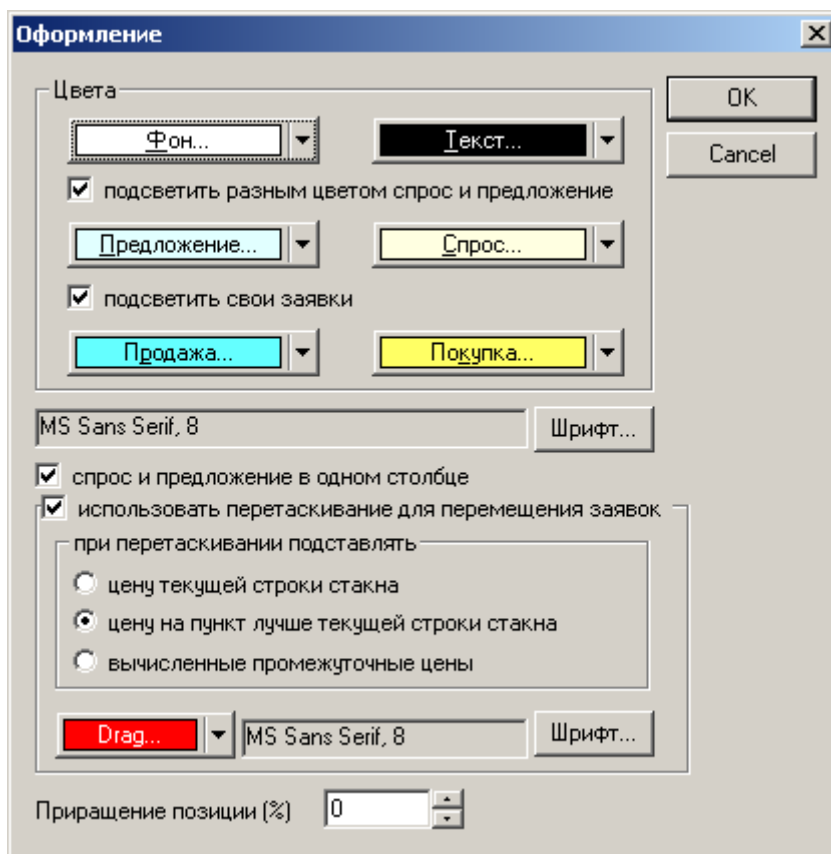 Оформление
Цвета
OK
Фон...
Текст...
Cancel
подсветить разным цветом спрос и предложение
Предложение...
Спрос...
подсветить свои заявки
Продажа...
Покупка...
MS Sans Serif, 8
Шрифт...
спрос и предложение в одном столбце
использовать перетаскивание для перемещения заявок
при перетаскивании подставлять
цену текущей строки стакна
цену на пункт лучше текущей строки стакна
вычисленные промежуточные цены
Drag...
MS Sans Serif, 8
Шрифт...
Приращение позиции (%)
0